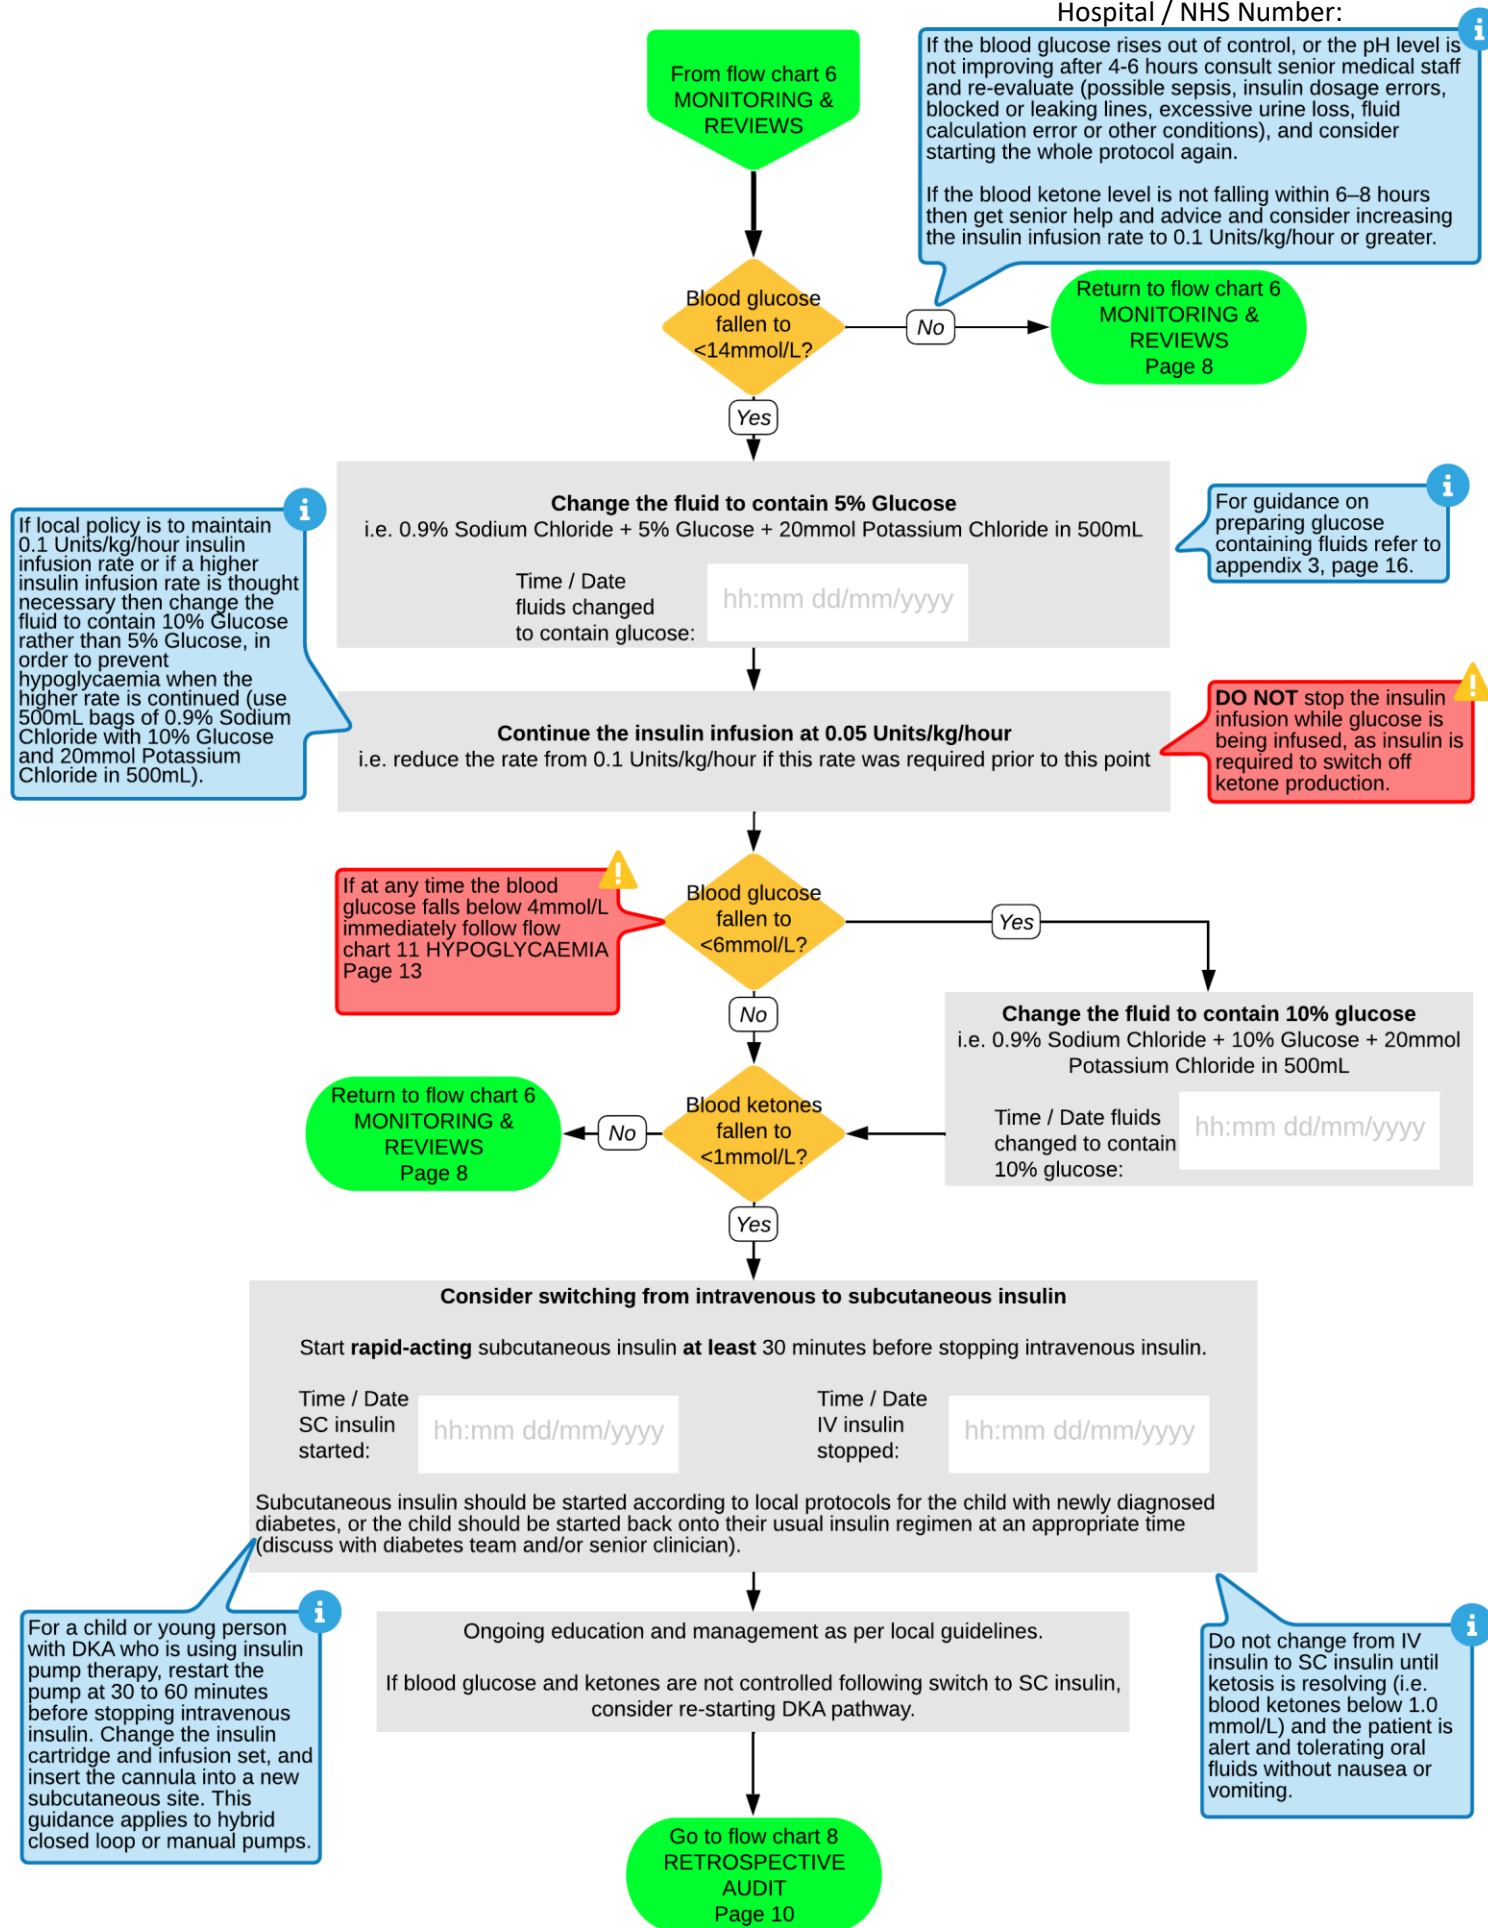 Hospital / NHS Number:
If the blood glucose rises out of control, or the pH level is
not improving after 4-6 hours consult senior medical staff
and re-evaluate (possible sepsis, insulin dosage errors,
blocked or leaking lines, excessive urine loss, fluid
calculation error or other conditions), and consider
starting the whole protocol again.
If the blood ketone level is not falling within 6–8 hours
then get senior help and advice and consider increasing
the insulin infusion rate to 0.1 Units/kg/hour or greater.
From flow chart 6
MONITORING &
REVIEWS
Blood glucose
fallen to
<14mmol/L?
No
Return to flow chart 6
MONITORING &
REVIEWS
Page 8
Yes
Change the fluid to contain 5% Glucose
i.e. 0.9% Sodium Chloride + 5% Glucose + 20mmol Potassium Chloride in 500mL
Time / Date
fluids changed
to contain glucose:
hh:mm dd/mm/yyyy
For guidance on
preparing glucose
containing fluids refer to
appendix 3, page 16.
If local policy is to maintain
0.1 Units/kg/hour insulin
infusion rate or if a higher
insulin infusion rate is thought
necessary then change the
fluid to contain 10% Glucose
rather than 5% Glucose, in
order to prevent
hypoglycaemia when the
higher rate is continued (use
500mL bags of 0.9% Sodium
Chloride with 10% Glucose
and 20mmol Potassium
Chloride in 500mL).
Continue the insulin infusion at 0.05 Units/kg/hour
i.e. reduce the rate from 0.1 Units/kg/hour if this rate was required prior to this point
DO NOT stop the insulin
infusion while glucose is
being infused, as insulin is
required to switch off
ketone production.
If at any time the blood
glucose falls below 4mmol/L
immediately follow flow
chart 11 HYPOGLYCAEMIA
Page 13
Blood glucose
fallen to
<6mmol/L?
Yes
No
Change the fluid to contain 10% glucose
i.e. 0.9% Sodium Chloride + 10% Glucose + 20mmol
Potassium Chloride in 500mL
Time / Date fluids
changed to contain
10% glucose:
hh:mm dd/mm/yyyy
Blood ketones
fallen to
<1mmol/L?
No
Return to flow chart 6
MONITORING &
REVIEWS
Page 8
Yes
Consider switching from intravenous to subcutaneous insulin
Start rapid-acting subcutaneous insulin at least 30 minutes before stopping intravenous insulin.
Time / Date
SC insulin
started:
hh:mm dd/mm/yyyy
Time / Date
IV insulin
stopped:
hh:mm dd/mm/yyyy
Subcutaneous insulin should be started according to local protocols for the child with newly diagnosed
diabetes, or the child should be started back onto their usual insulin regimen at an appropriate time
(discuss with diabetes team and/or senior clinician).
For a child or young person
with DKA who is using insulin
pump therapy, restart the
pump at 30 to 60 minutes
before stopping intravenous
insulin. Change the insulin
cartridge and infusion set, and
insert the cannula into a new
subcutaneous site. This
guidance applies to hybrid
closed loop or manual pumps.
Ongoing education and management as per local guidelines.
If blood glucose and ketones are not controlled following switch to SC insulin,
consider re-starting DKA pathway.
Do not change from IV
insulin to SC insulin until
ketosis is resolving (i.e.
blood ketones below 1.0
mmol/L) and the patient is
alert and tolerating oral
fluids without nausea or
vomiting.
Go to flow chart 8
RETROSPECTIVE
AUDIT
Page 10